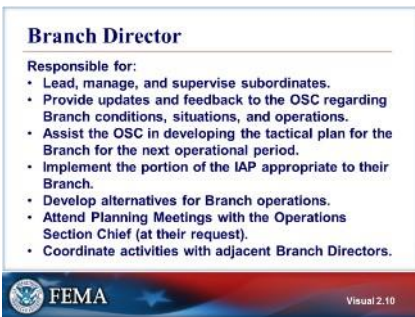 Branch Director
Responsible for:
• Lead, manage, and supervise subordinates.
• Provide updates and feedback to the OSC regarding
Branch conditions, situations, and operations.
• Assist the OSC in developing the tactical plan for the
Branch for the next operational period.
• Implement the portion of the IAP appropriate to their
Branch.
• Develop alternatives for Branch operations.
• Attend Planning Meetings with the Operations
Section Chief (at their request).
• Coordinate activities with adjacent Branch Directors.
FEMA
Visual 2.10